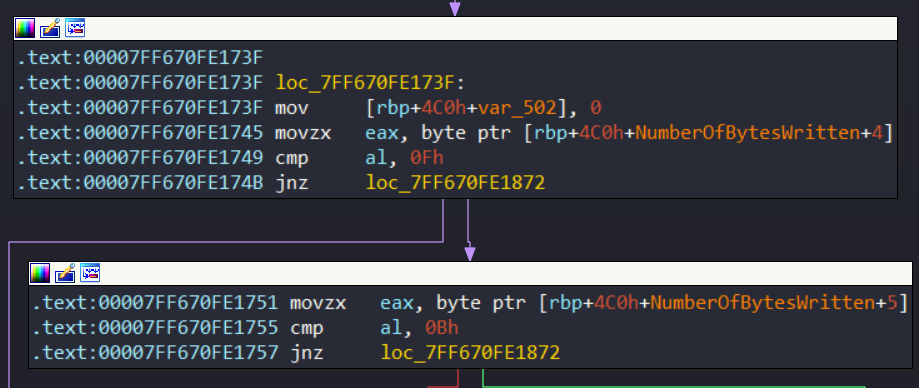 .text:00007FF670FE173F
.text:00007FF670FE173F loc_7FF670FE173F:
.text:00007FF670FE173F mov     [rbp+4C0h+var_502], 0
.text:00007FF670FE1745 movzx   eax, byte ptr [rbp+4C0h+NumberOfBytesWritten+4]
.text:00007FF670FE1749 cmp     al, 0Fh
.text:00007FF670FE174B jnz     loc_7FF670FE1872
.text:00007FF670FE1751 movzx   eax, byte ptr [rbp+4C0h+NumberOfBytesWritten+5]
.text:00007FF670FE1755 cmp     al, 0Bh
.text:00007FF670FE1757 jnz     loc_7FF670FE1872